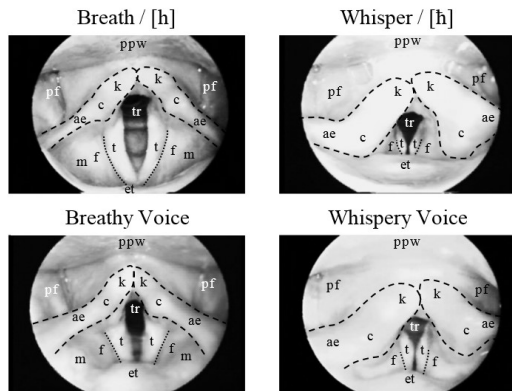 Breath / [h]
ppw
k k
pf pf
c c
tr
ae ae
m f t t f m
et
Whisper / [ħ]
ppw
pf pf
k k
tr
ae c c ae
f t t f
et
Breathy Voice
ppw
pf k k pf
c c
tr
ae ae
m f t t f
et
Whispery Voice
ppw
pf k k pf
tr
ae c c ae
f t t f
et